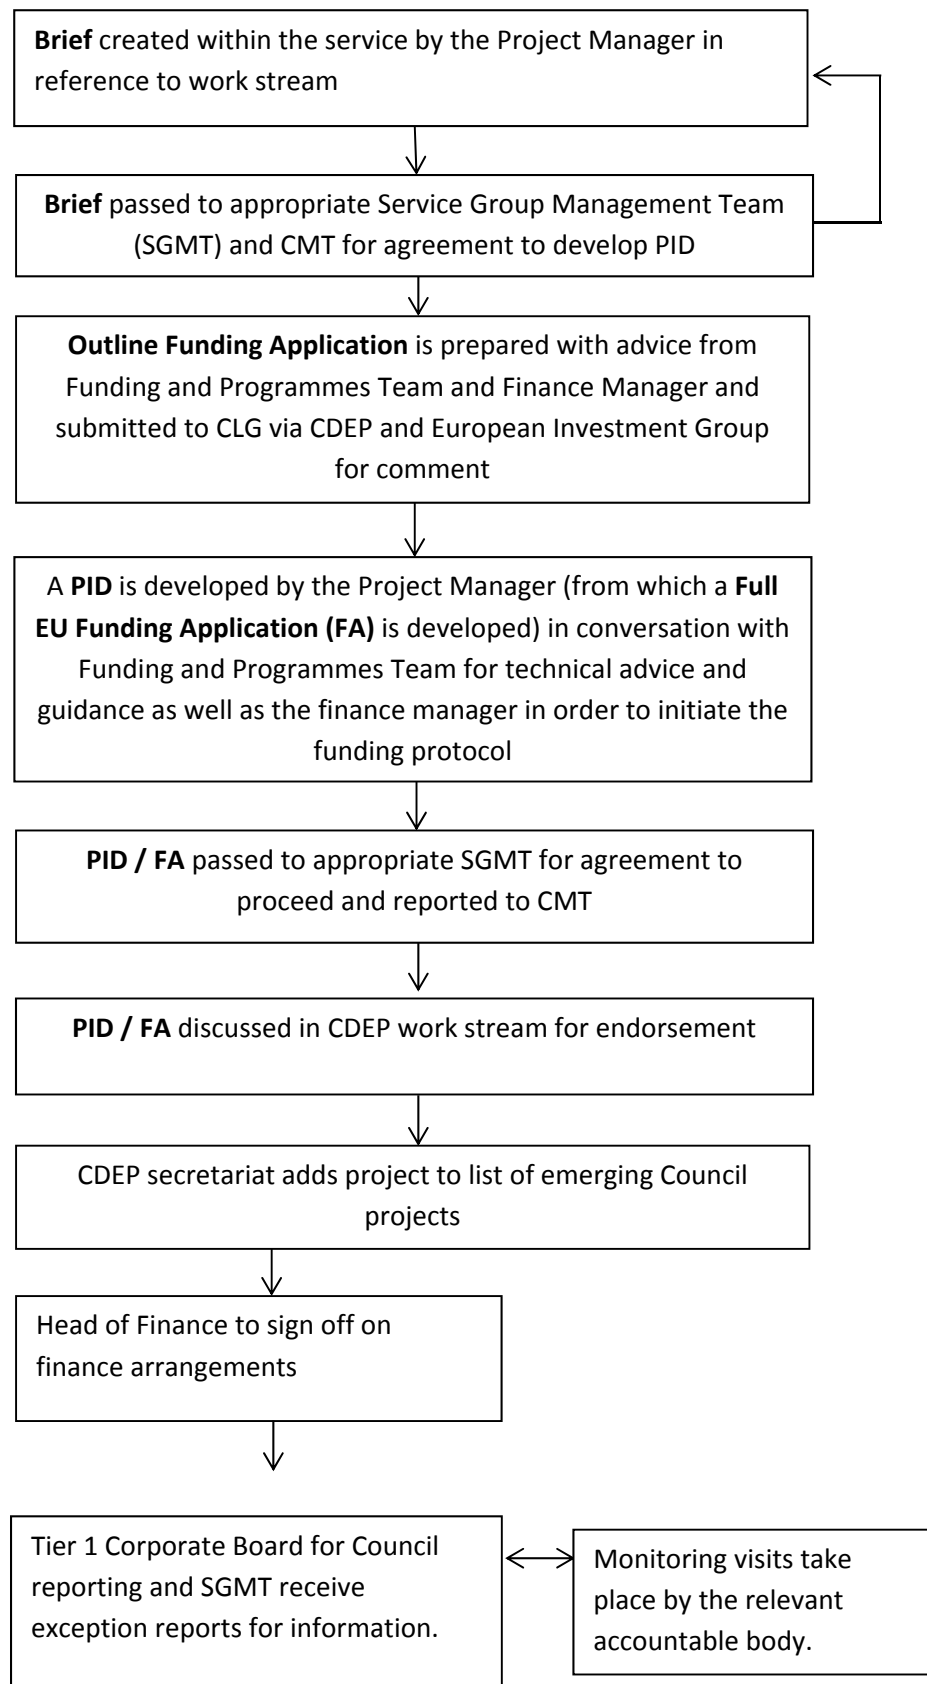 Brief created within the service by the Project Manager in
reference to work stream
Brief passed to appropriate Service Group Management Team
(SGMT) and CMT for agreement to develop PID
Outline Funding Application is prepared with advice from
Funding and Programmes Team and Finance Manager and
submitted to CLG via CDEP and European Investment Group
for comment
A PID is developed by the Project Manager (from which a Full
EU Funding Application (FA) is developed) in conversation with
Funding and Programmes Team for technical advice and
guidance as well as the finance manager in order to initiate the
funding protocol
PID / FA passed to appropriate SGMT for agreement to
proceed and reported to CMT
PID / FA discussed in CDEP work stream for endorsement
CDEP secretariat adds project to list of emerging Council
projects
Head of Finance to sign off on
finance arrangements
Tier 1 Corporate Board for Council
reporting and SGMT receive
exception reports for information.
Monitoring visits take
place by the relevant
accountable body.